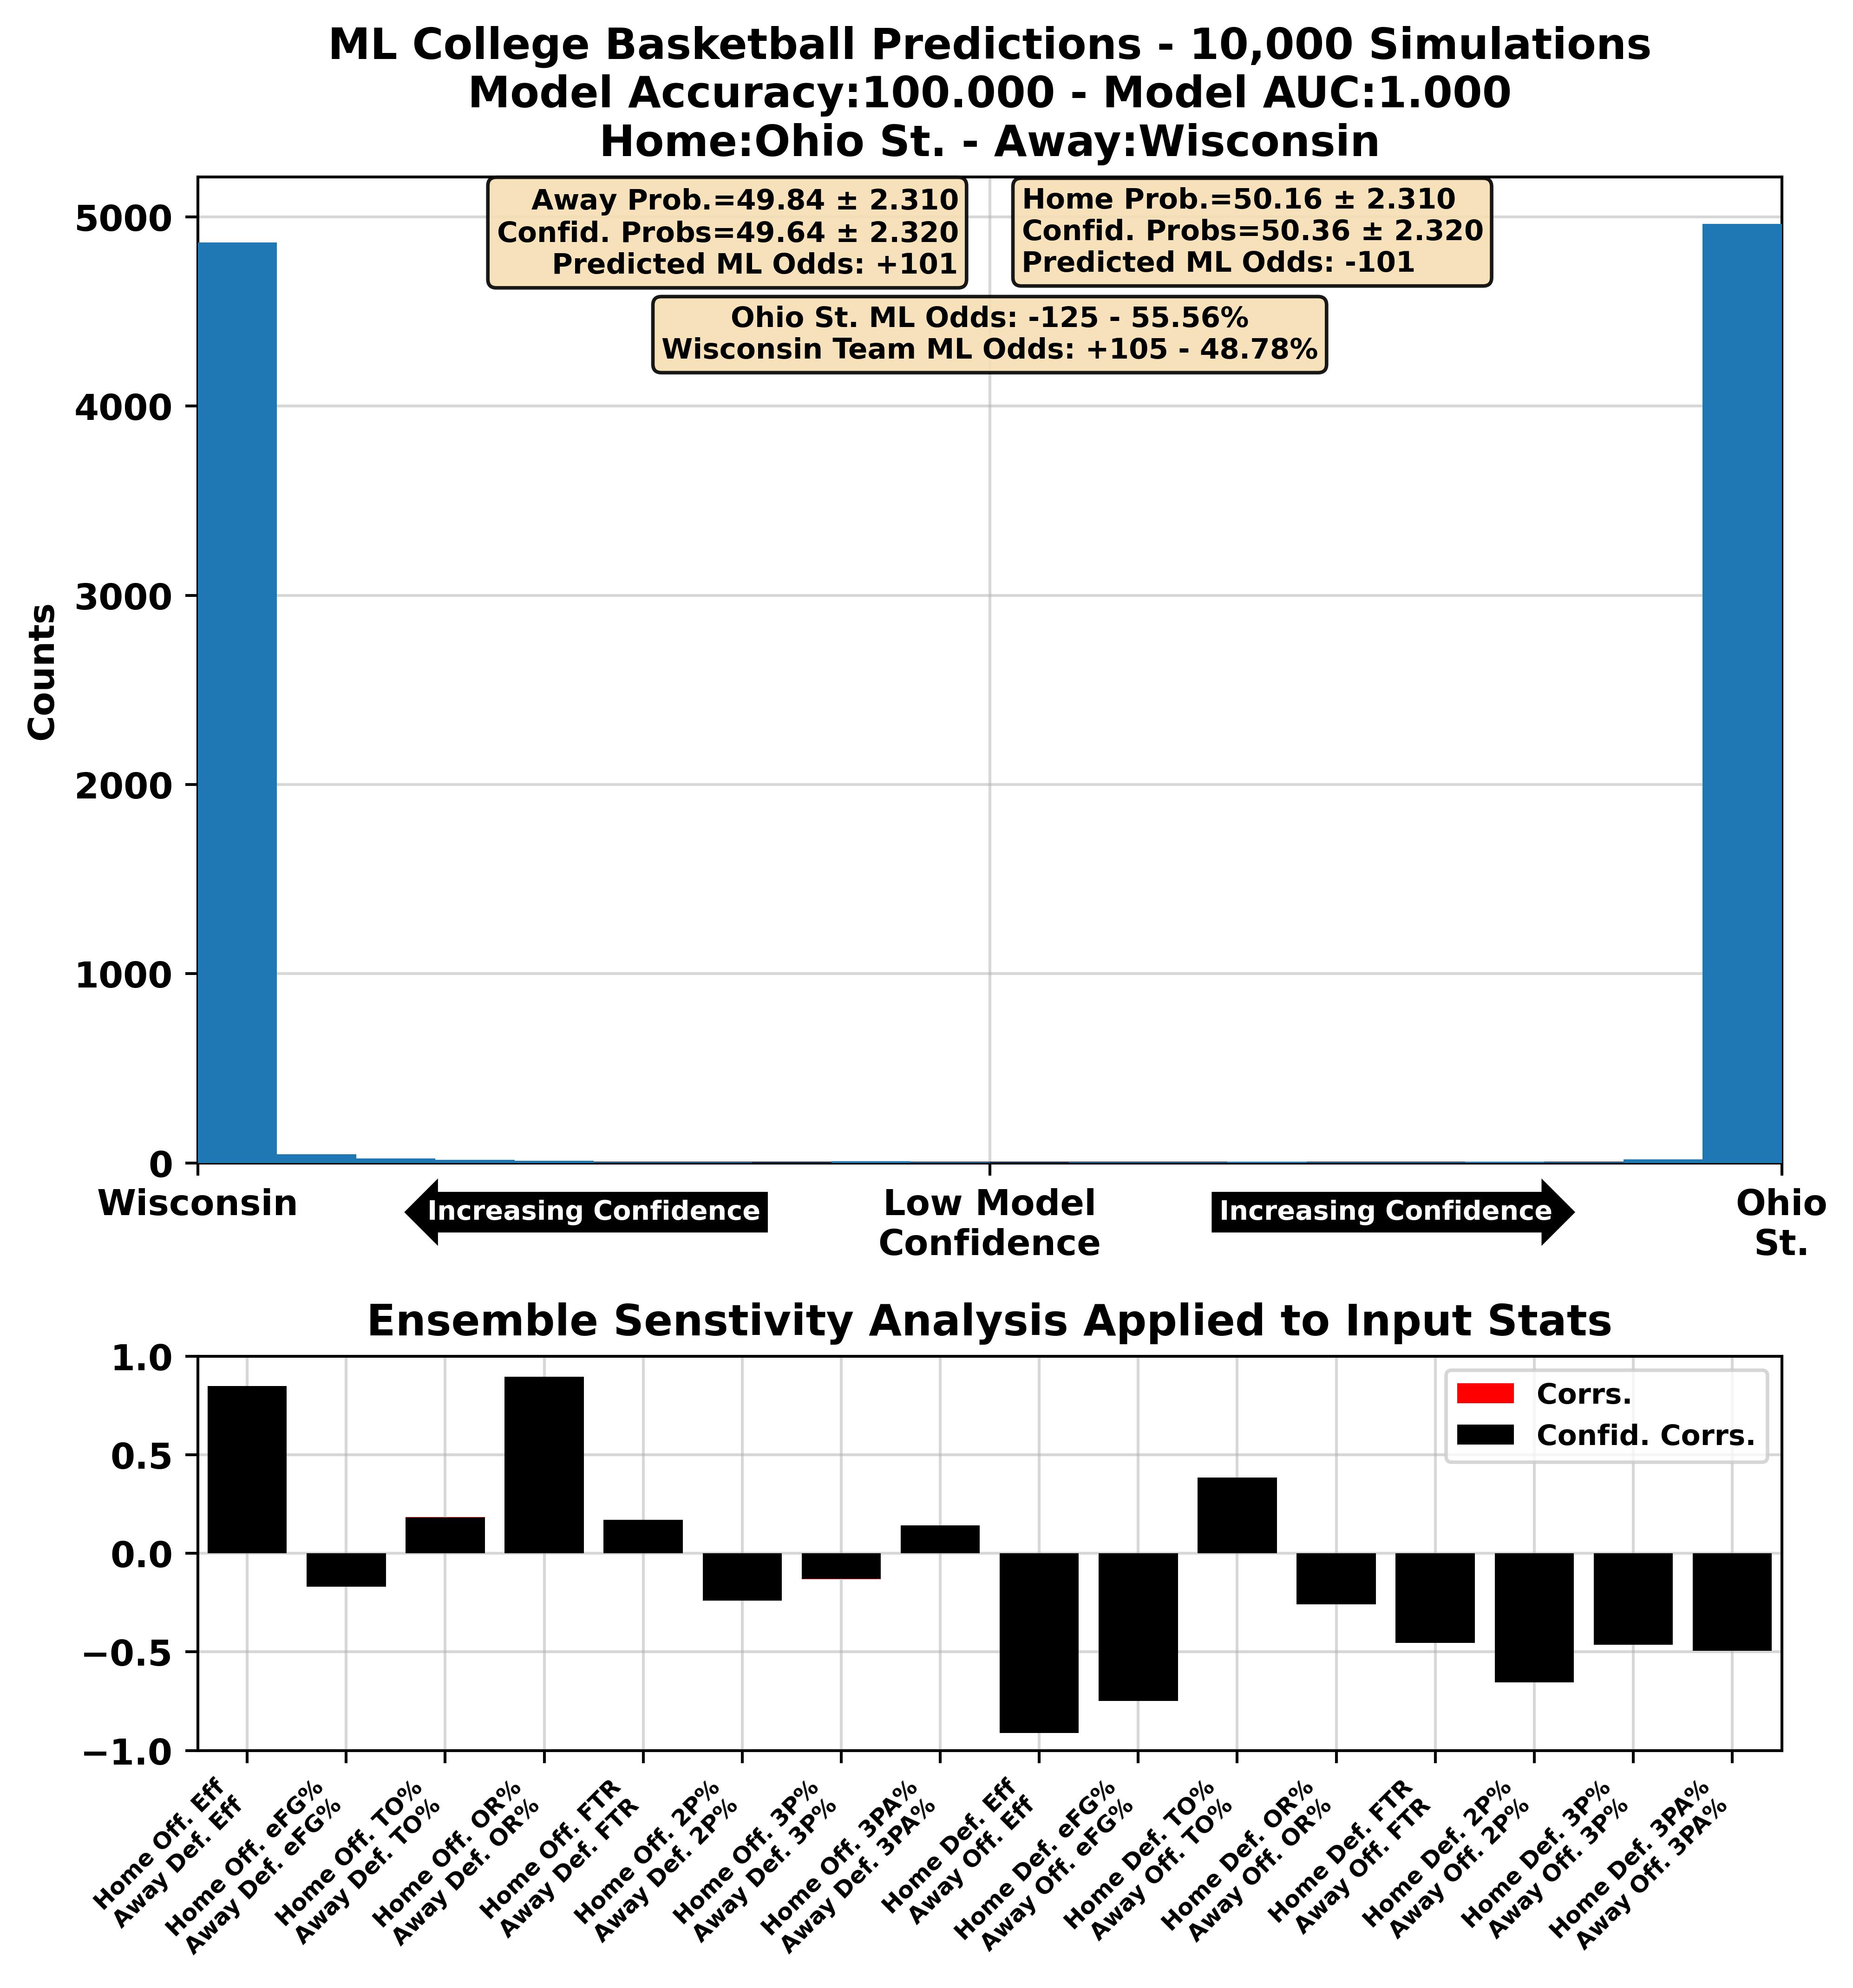 ML College Basketball Predictions - 10,000 Simulations
Model Accuracy:100.000 - Model AUC:1.000
Home:Ohio St. - Away:Wisconsin
Away Prob.=49.84 ± 2.310
Confid. Probs=49.64 ± 2.320
Predicted ML Odds: +101
Home Prob.=50.16 ± 2.310
Confid. Probs=50.36 ± 2.320
Predicted ML Odds: -101
Ohio St. ML Odds: -125 - 55.56%
Wisconsin Team ML Odds: +105 - 48.78%
Counts
5000
4000
3000
2000
1000
0
Wisconsin
Increasing Confidence
Low Model
Confidence
Increasing Confidence
Ohio
St.
Ensemble Senstivity Analysis Applied to Input Stats
1.0
0.5
0.0
−0.5
−1.0
Corrs.
Confid. Corrs.
Home Off. Eff
Away Def. Eff
Home Off. eFG%
Away Def. eFG%
Home Off. TO%
Away Def. TO%
Home Off. OR%
Away Def. OR%
Home Off. FTR
Away Def. FTR
Home Off. 2P%
Away Def. 2P%
Home Off. 3P%
Away Def. 3P%
Home Off. 3PA%
Away Def. 3PA%
Home Def. Eff
Away Off. Eff
Home Def. eFG%
Away Off. eFG%
Home Def. TO%
Away Off. TO%
Home Def. OR%
Away Off. OR%
Home Def. FTR
Away Off. FTR
Home Def. 2P%
Away Off. 2P%
Home Def. 3P%
Away Off. 3P%
Home Def. 3PA%
Away Off. 3PA%